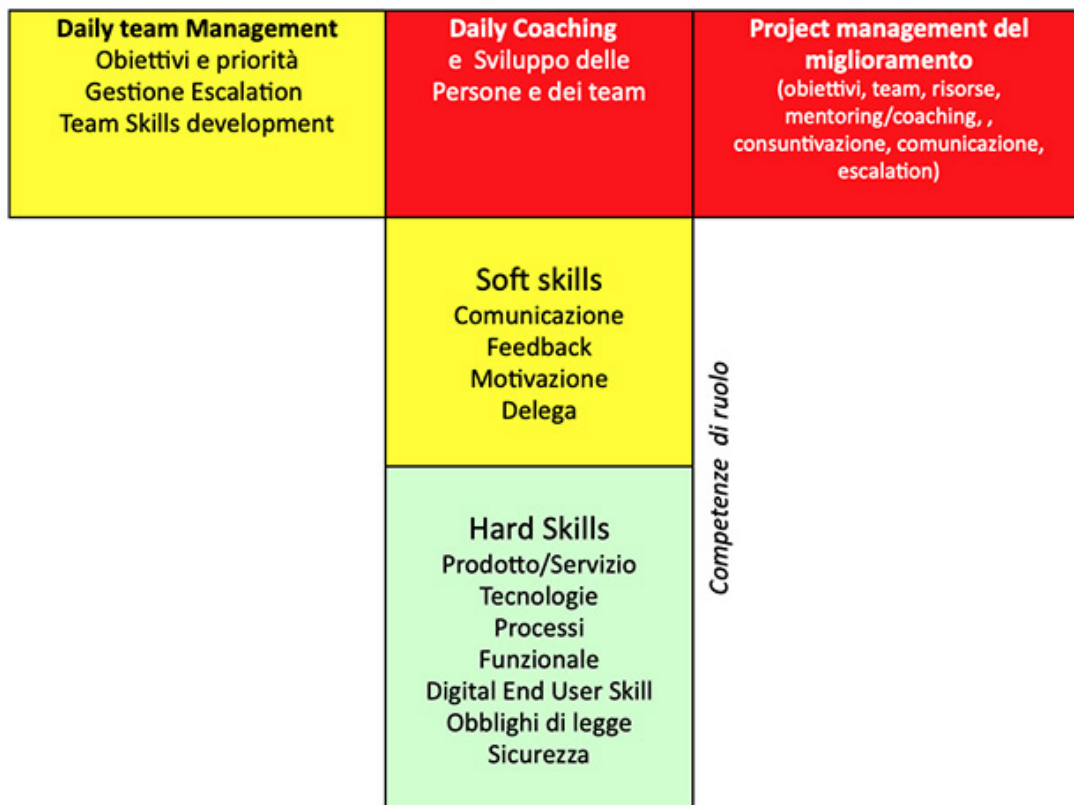 Daily team Management
Obiettivi e priorità
Gestione Escalation
Team Skills development
Daily Coaching
e  Sviluppo delle
Persone e dei team
Project management del
miglioramento
(obiettivi, team, risorse,
mentoring/coaching, ,
consuntivazione, comunicazione,
escalation)
Soft skills
Comunicazione
Feedback
Motivazione
Delega
Hard Skills
Prodotto/Servizio
Tecnologie
Processi
Funzionale
Digital End User Skill
Obblighi di legge
Sicurezza
Competenze  di ruolo